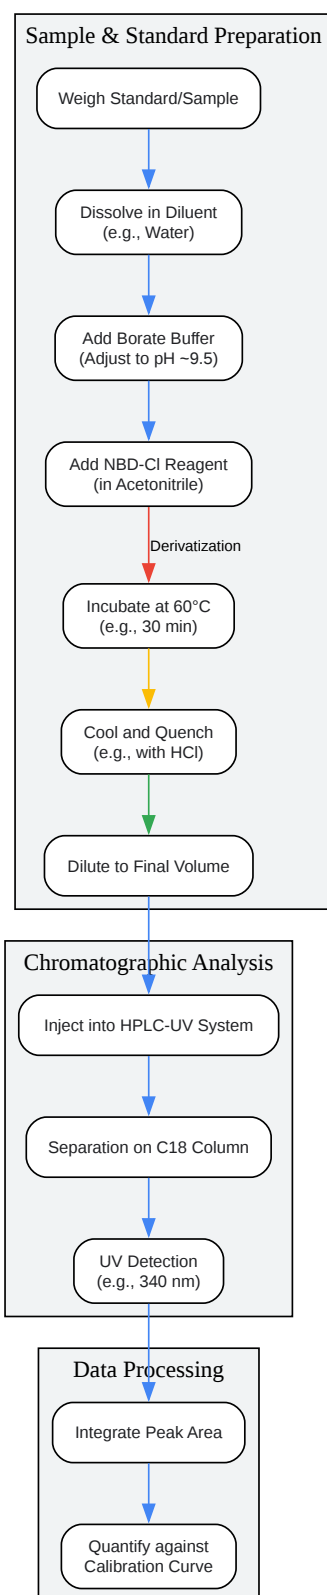 Sample & Standard Preparation
Weigh Standard/Sample
Dissolve in Diluent
(e.g., Water)
Add Borate Buffer
(Adjust to pH ~9.5)
Add NBD-Cl Reagent
(in Acetonitrile)
Derivatization
Incubate at 60°C
(e.g., 30 min)
Cool and Quench
(e.g., with HCl)
Dilute to Final Volume
Chromatographic Analysis
Inject into HPLC-UV System
Separation on C18 Column
UV Detection
(e.g., 340 nm)
Data Processing
Integrate Peak Area
Quantify against
Calibration Curve